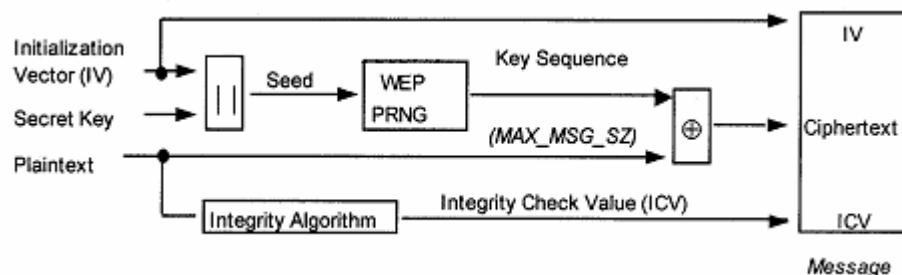 Initialization
Vector (IV)
Secret Key
Plaintext
||
Seed
WEP
PRNG
Key Sequence
(MAX_MSG_SZ)
⊕
Integrity Algorithm
Integrity Check Value (ICV)
IV
Ciphertext
ICV
Message